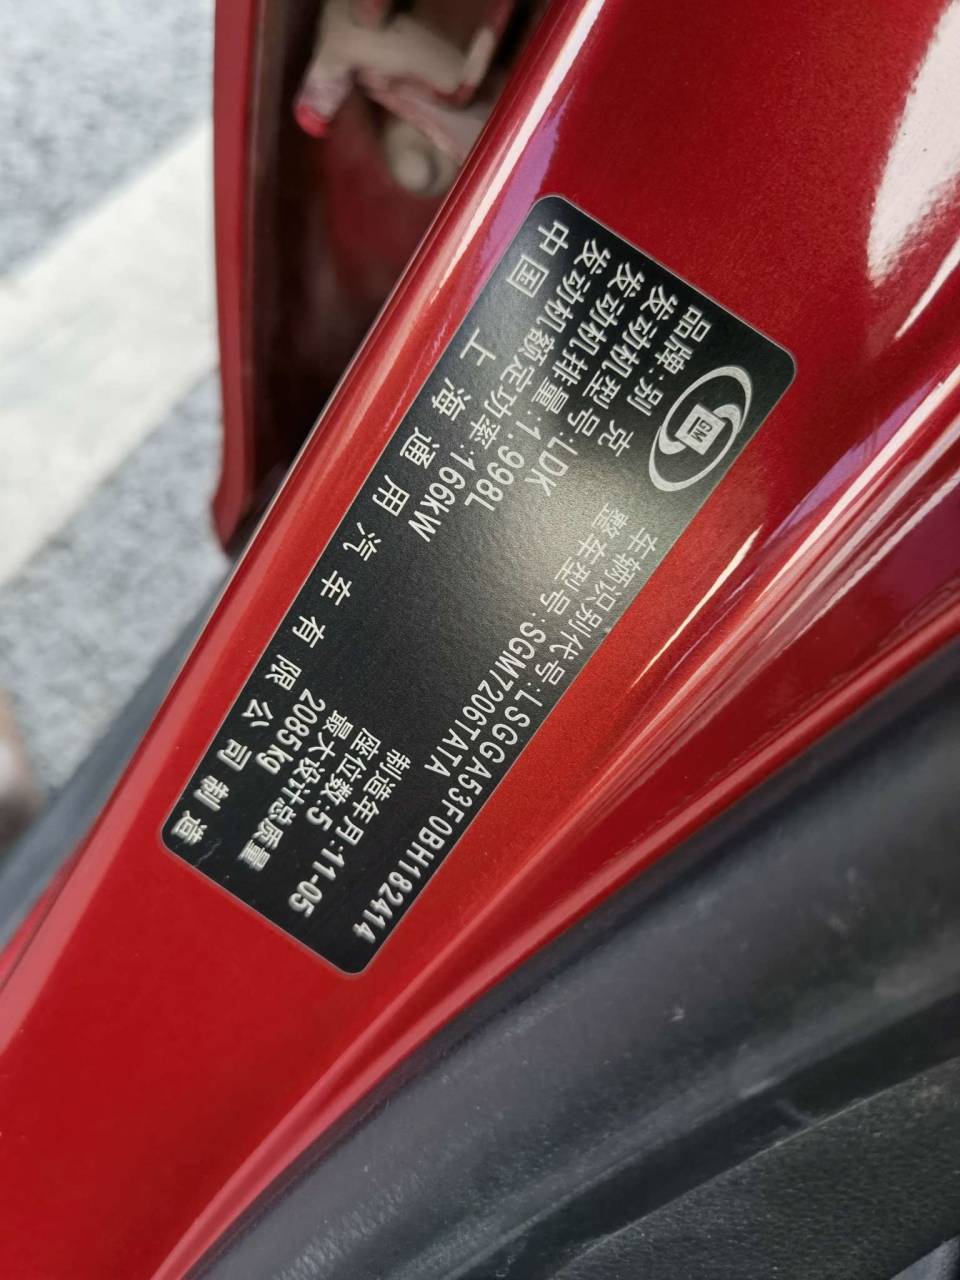 GM
品牌:别 克
车辆识别代号:LSGGA53F0BH182414
发动机型号:LDK
整车型号:SGM7206TATA
发动机排量:1.998L
制造年月:11-05
发动机额定功率:166kW
座位数:5
最大设计总质量
2085kg
中国 上海通用汽车有限公司制造